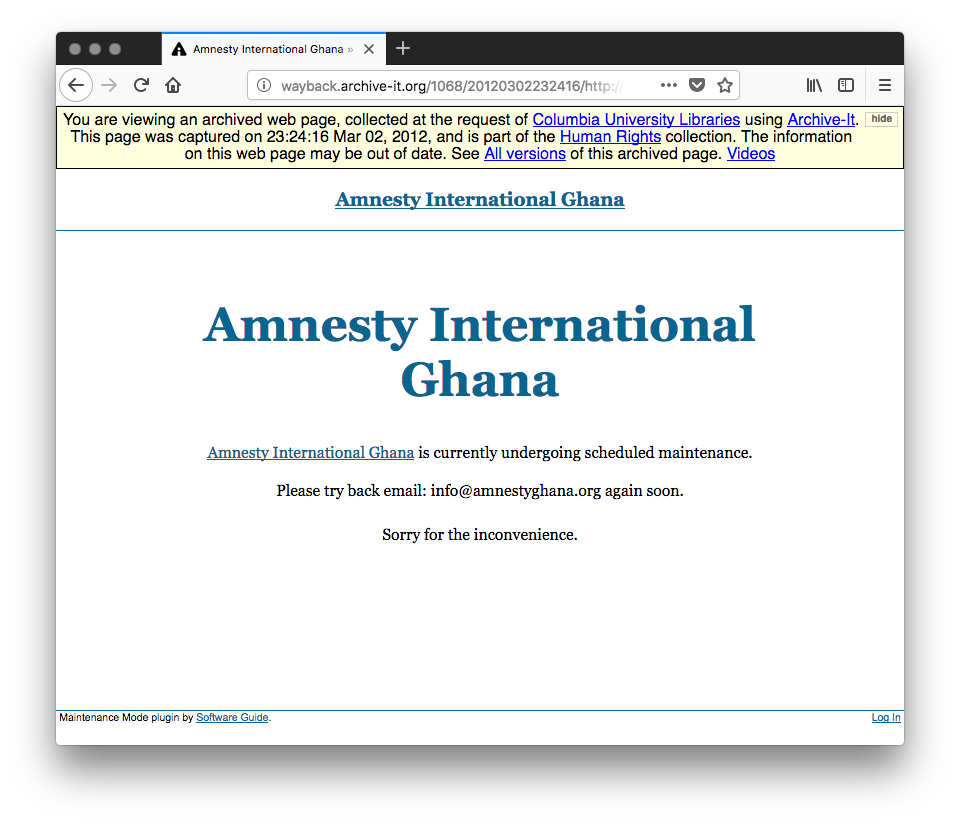 Amnesty International Ghana »
wayback.archive-it.org/1068/20120302232416/http://
You are viewing an archived web page, collected at the request of Columbia University Libraries using Archive-It. hide
This page was captured on 23:24:16 Mar 02, 2012, and is part of the Human Rights collection. The information
on this web page may be out of date. See All versions of this archived page. Videos
Amnesty International Ghana
Amnesty International
Ghana
Amnesty International Ghana is currently undergoing scheduled maintenance.
Please try back email: info@amnestyghana.org again soon.
Sorry for the inconvenience.
Maintenance Mode plugin by Software Guide. Log In